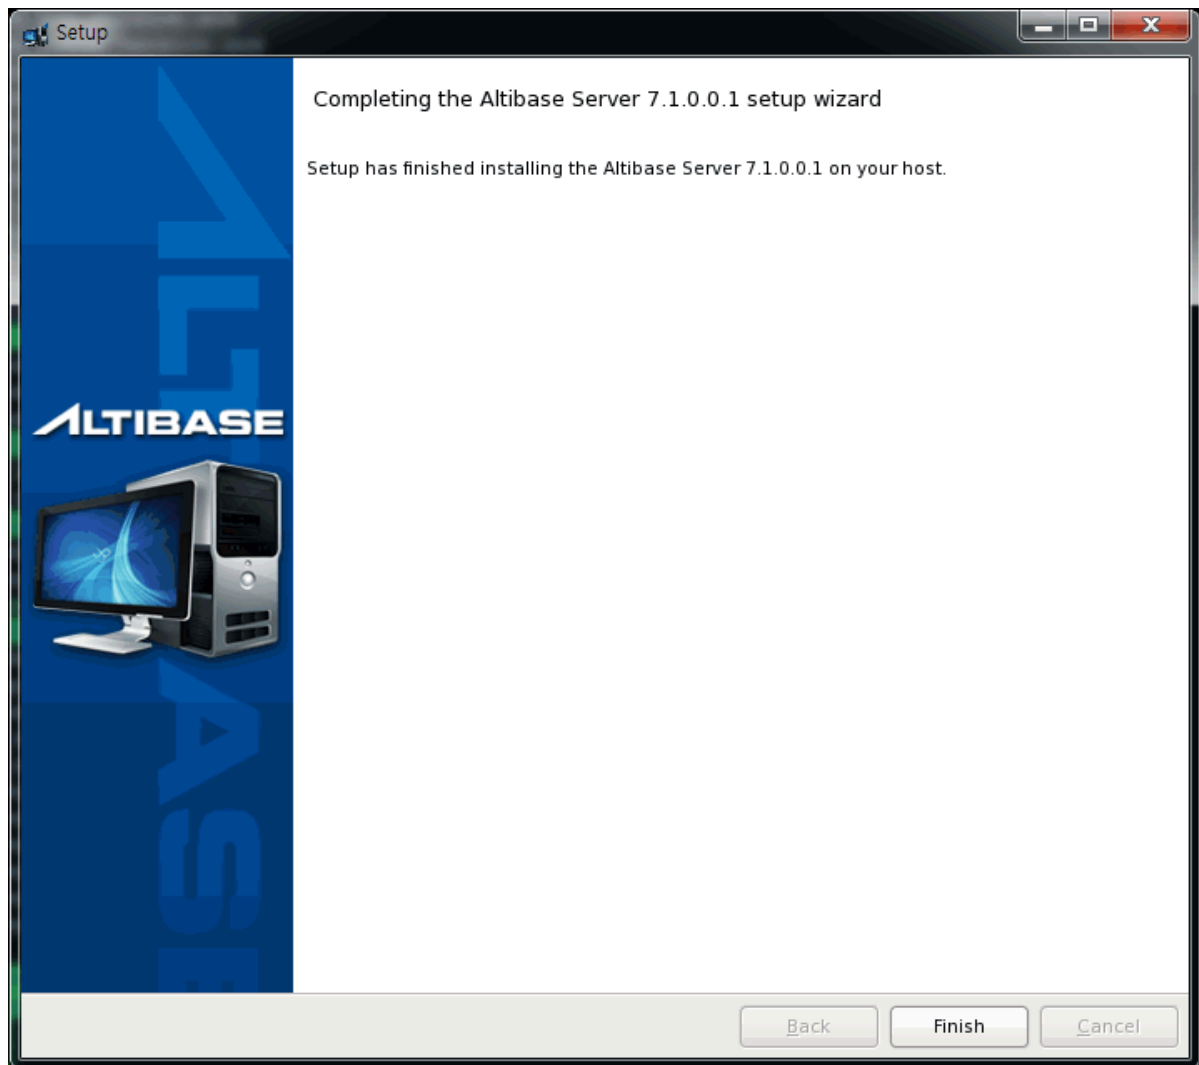 Setup
Completing the Altibase Server 7.1.0.0.1 setup wizard
Setup has finished installing the Altibase Server 7.1.0.0.1 on your host.
ALTIBASE
ALTIBASE
Back
Finish
Cancel